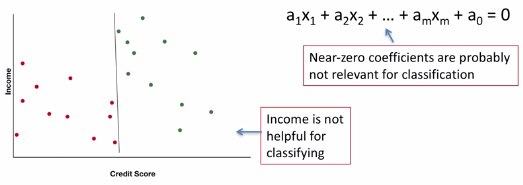 a₁x₁ + a₂x₂ + ... + aₘxₘ + a₀ = 0
Near-zero coefficients are probably
not relevant for classification
Income
Income is not
helpful for
classifying
Credit Score